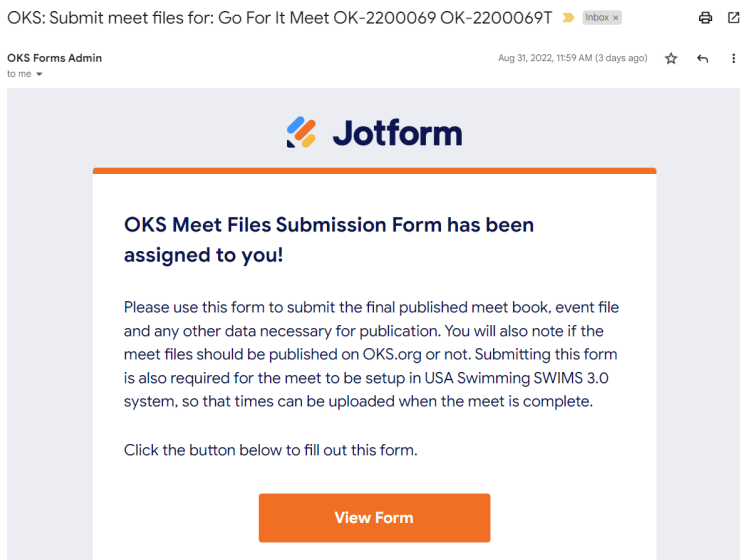 OKS: Submit meet files for: Go For It Meet OK-2200069 OK-2200069T Inbox ×
OKS Forms Admin Aug 31, 2022, 11:59 AM (3 days ago)
to me
Jotform
OKS Meet Files Submission Form has been
assigned to you!
Please use this form to submit the final published meet book, event file
and any other data necessary for publication. You will also note if the
meet files should be published on OKS.org or not. Submitting this form
is also required for the meet to be setup in USA Swimming SWIMS 3.0
system, so that times can be uploaded when the meet is complete.
Click the button below to fill out this form.
View Form